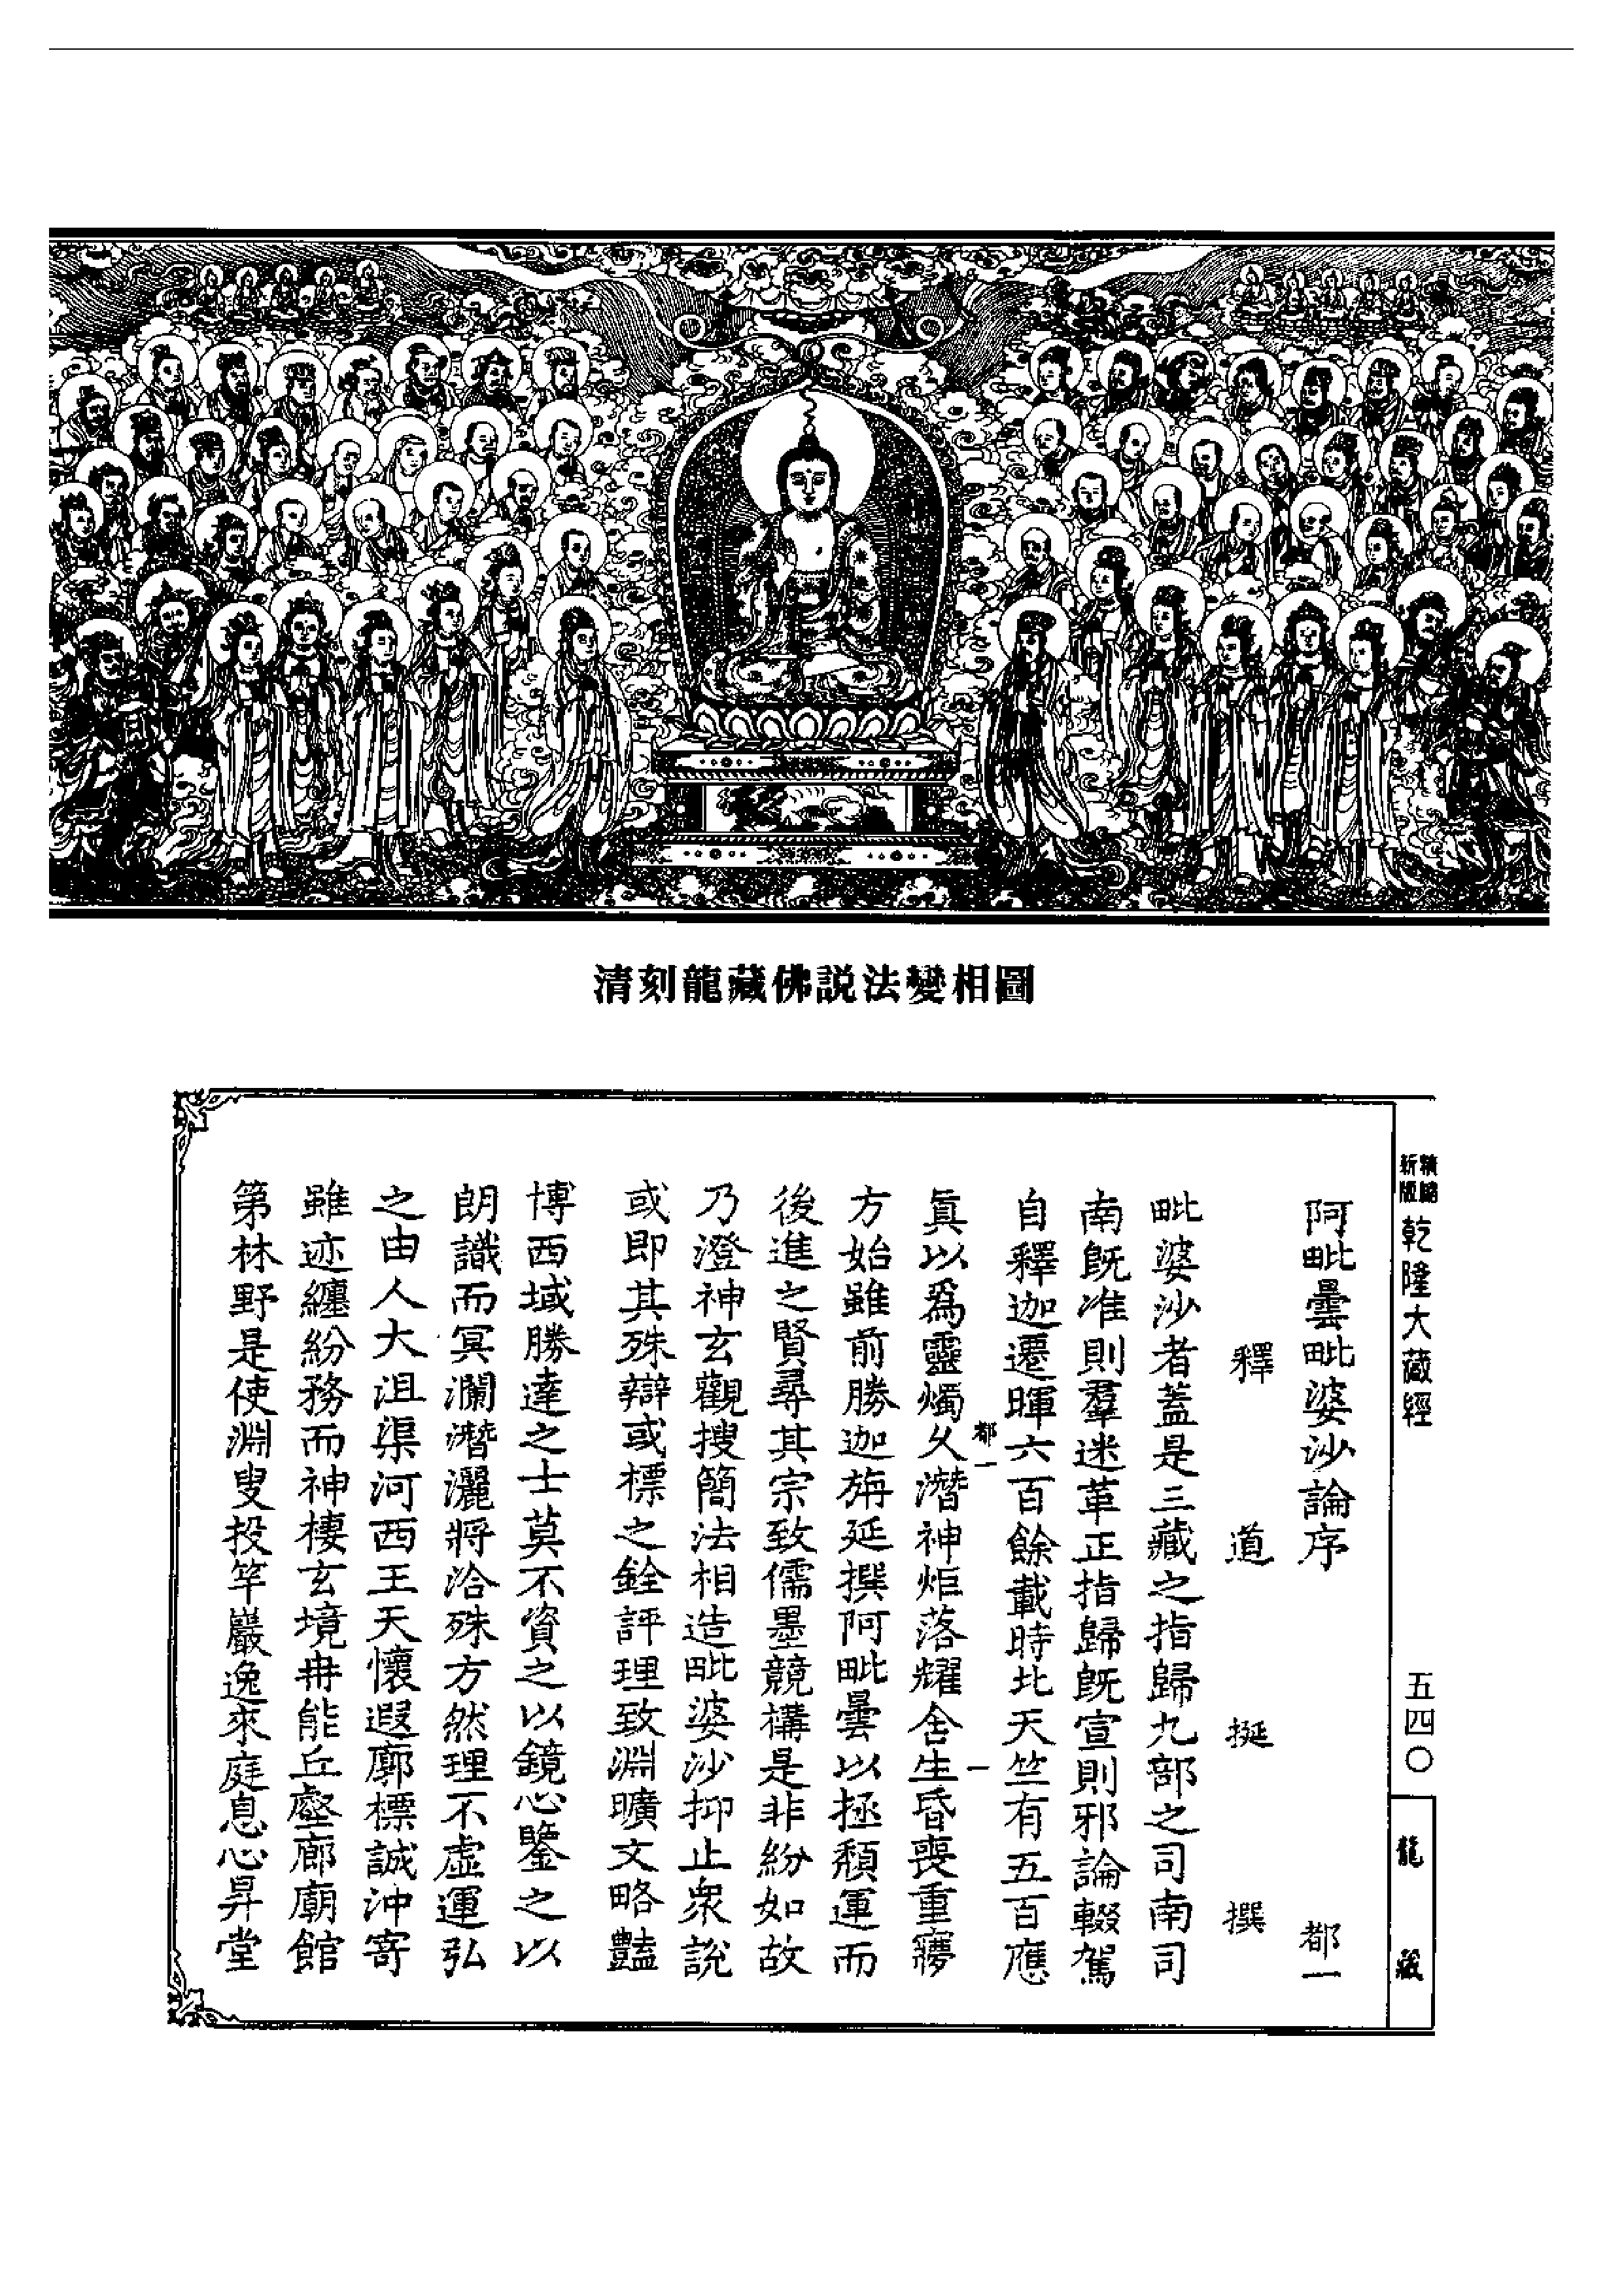 清刻龍藏佛説法變相圖
新版
精縮
乾隆大藏經
五四〇
龍藏
阿毗曇毗婆沙論序 都一
釋道挻撰
毗婆沙者蓋是三藏之指歸九部之司南司
南旣准則羣迷革正指歸旣宣則邪論輟駕
自釋迦遷暉六百餘載時北天竺有五百應
都一 一
眞以爲靈燭久潛神炬落耀含生昏喪重寢
方始雖前勝迦旃延撰阿毗曇以拯頹運而
後進之賢尋其宗致儒墨競構是非紛如故
乃澄神玄觀搜簡法相造毗婆沙抑止衆說
或即其殊辯或標之銓評理致淵曠文略豔
博西域勝達之士莫不資之以鏡心鑒之以
朗識而冥瀾潛灑將洽殊方然理不虛運弘
之由人大沮渠河西王天懷遐廓標誠沖寄
雖迹纏紛務而神棲玄境冉能丘壑廊廟館
第林野是使淵叟投竿巖逸來庭息心昇堂